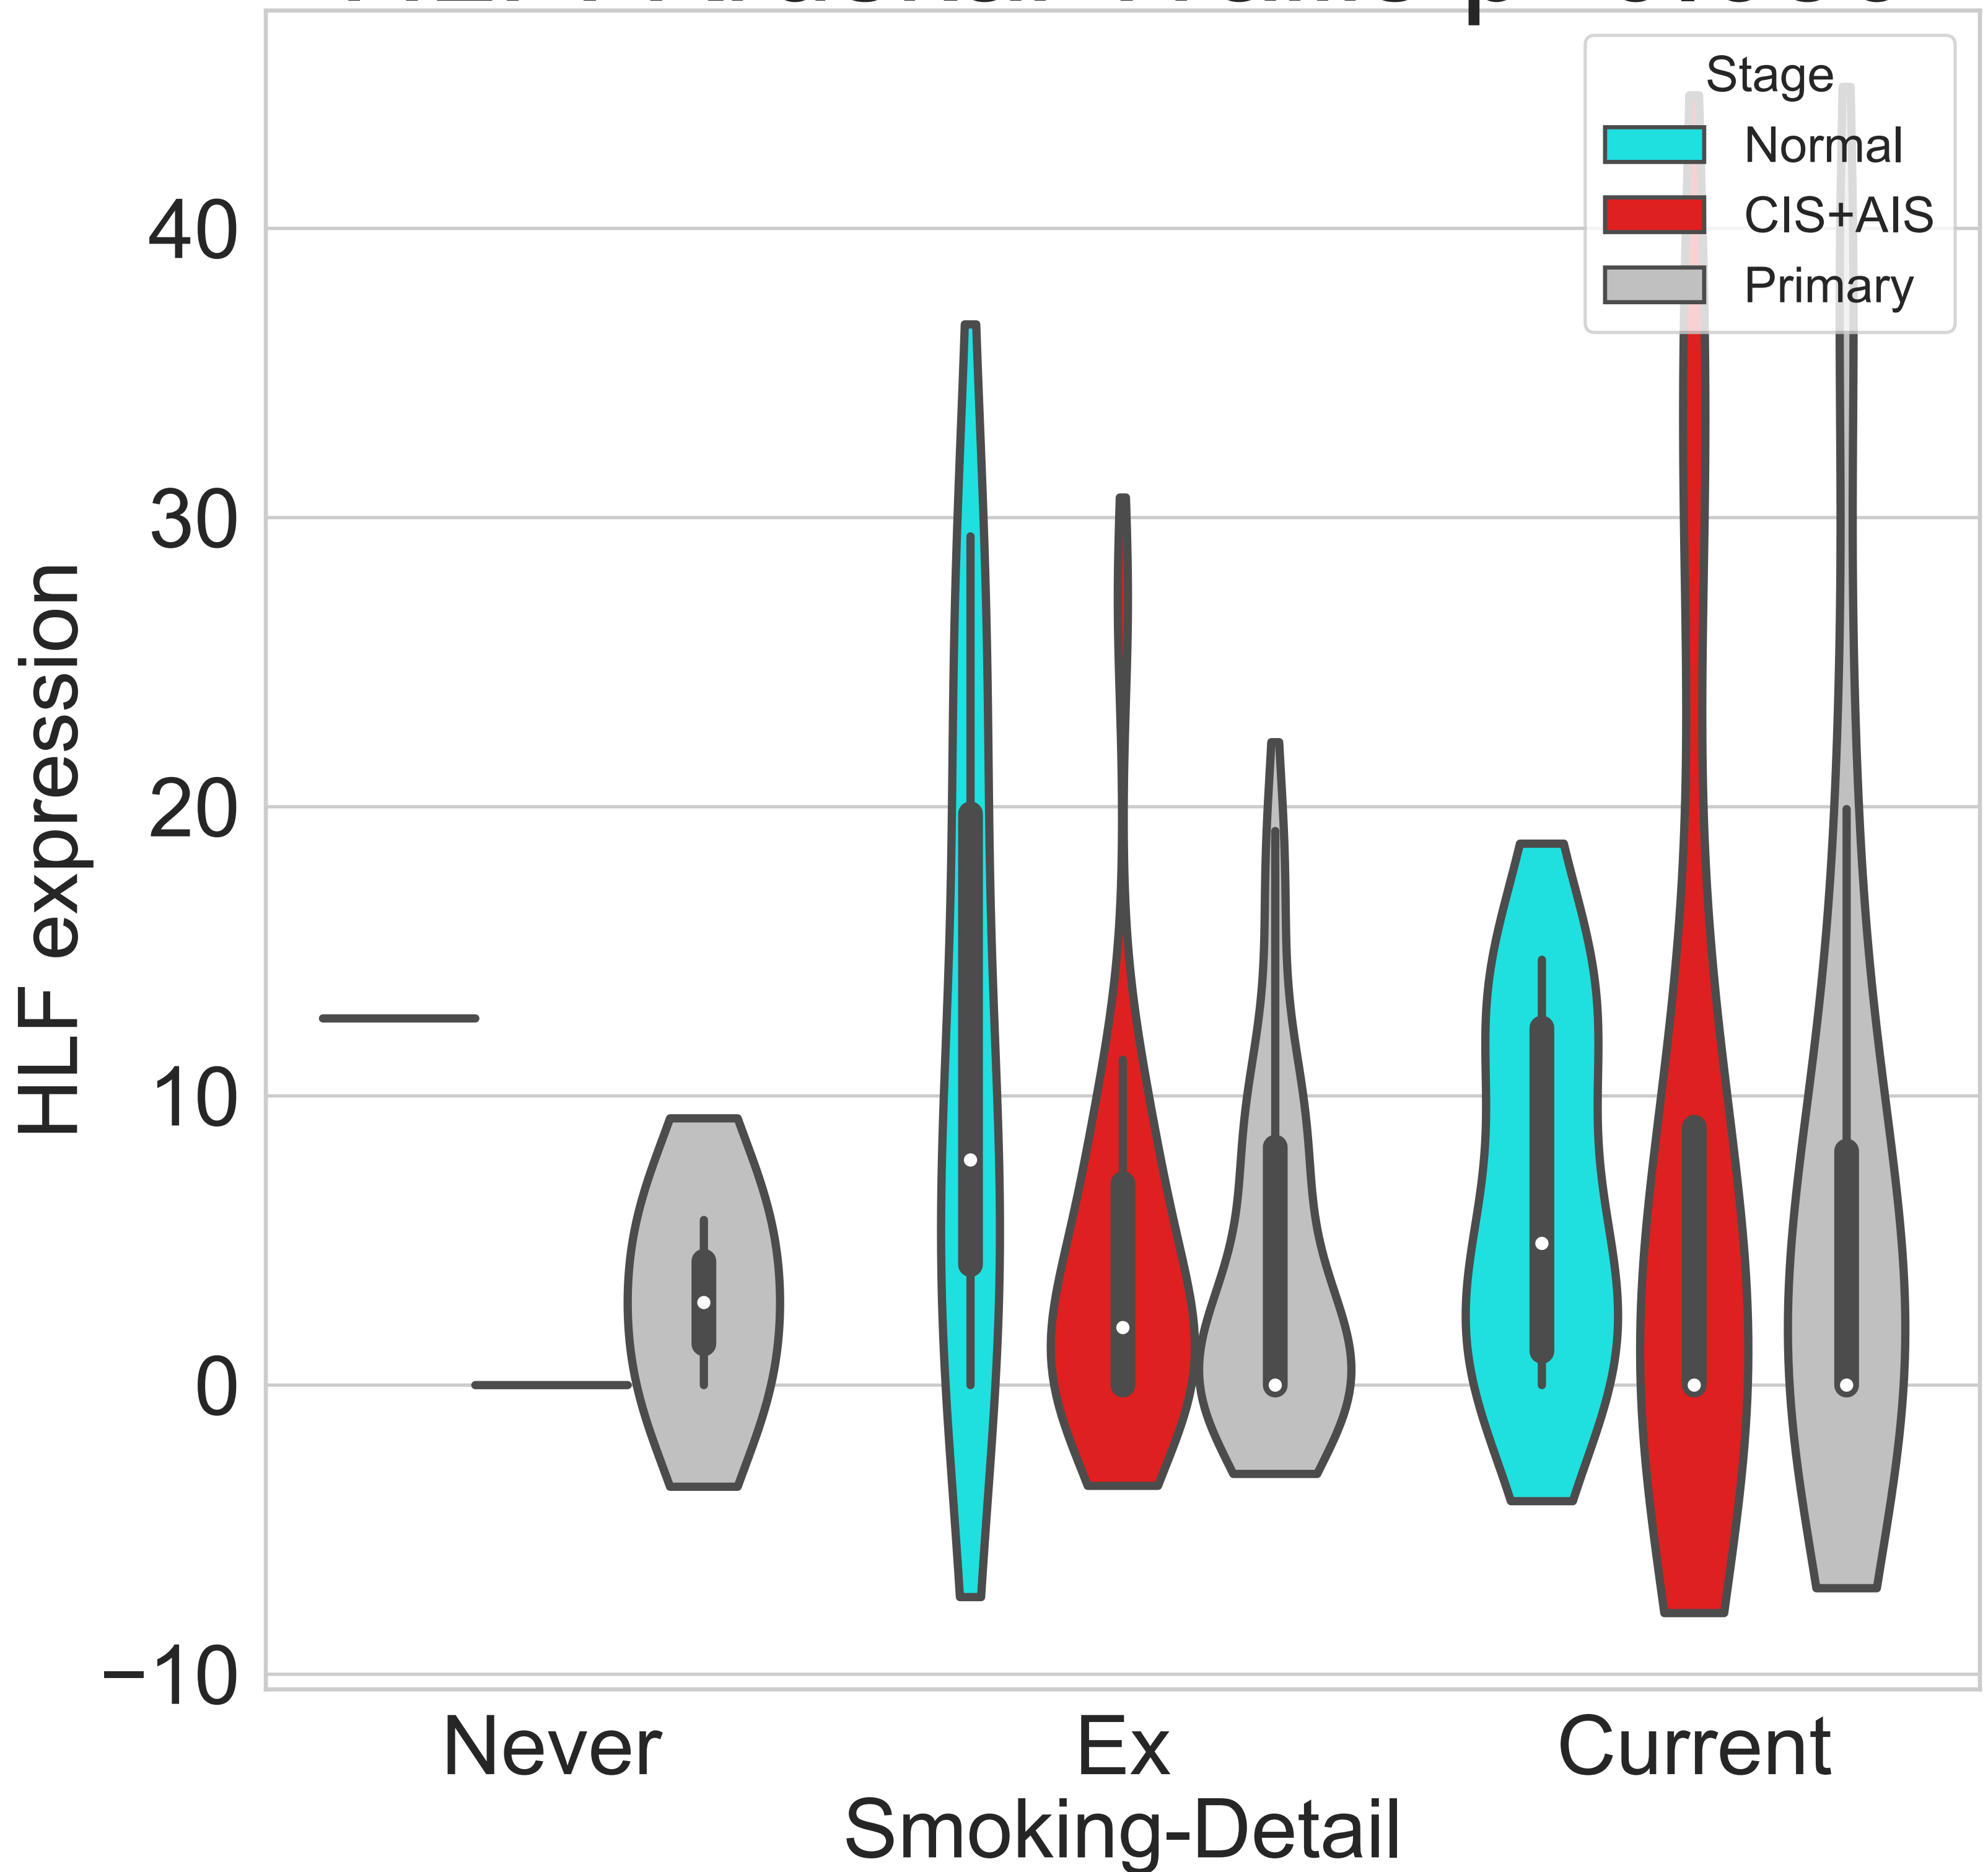 Stage
Normal
CIS+AIS
Primary
40
30
20
10
0
−10
HLF expression
Never
Ex
Current
Smoking-Detail